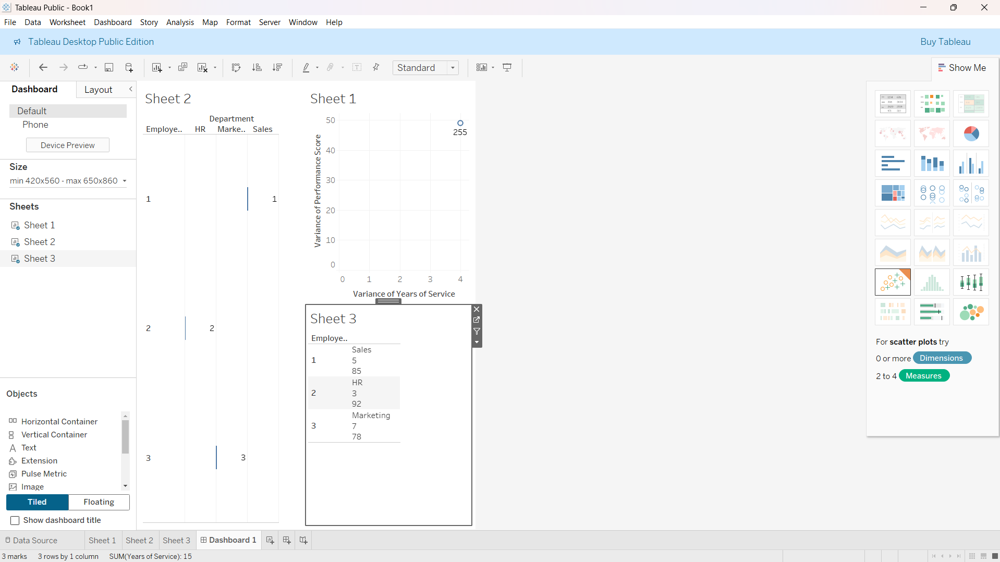 Tableau Public - Book1
File Data Worksheet Dashboard Story Analysis Map Format Server Window Help
Tableau Desktop Public Edition
Buy Tableau
Standard
Show Me
Dashboard
Layout
Default
Phone
Device Preview
Size
min 420x560 - max 650x860
Sheets
Sheet 1
Sheet 2
Sheet 3
Objects
Horizontal Container
Vertical Container
Text
Extension
Pulse Metric
Image
Tiled
Floating
Show dashboard title
Sheet 2
Department
Employe.. HR Marke.. Sales
1 1
2 2
3 3
Sheet 1
Variance of Performance Score
50
40
30
20
10
0
255
0 1 2 3 4
Variance of Years of Service
Sheet 3
Employe..
1
Sales
5
85
2
HR
3
92
3
Marketing
7
78
For scatter plots try
0 or more Dimensions
2 to 4 Measures
Data Source Sheet 1 Sheet 2 Sheet 3 Dashboard 1
3 marks 3 rows by 1 column SUM(Years of Service): 15